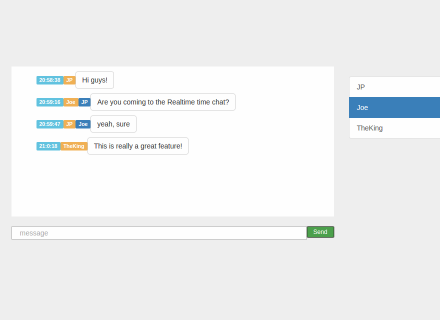 20:58:38 JP Hi guys!
20:59:16 Joe JP Are you coming to the Realtime time chat?
20:59:47 JP Joe yeah, sure
21:0:18 TheKing This is really a great feature!
message Send
JP
Joe
TheKing